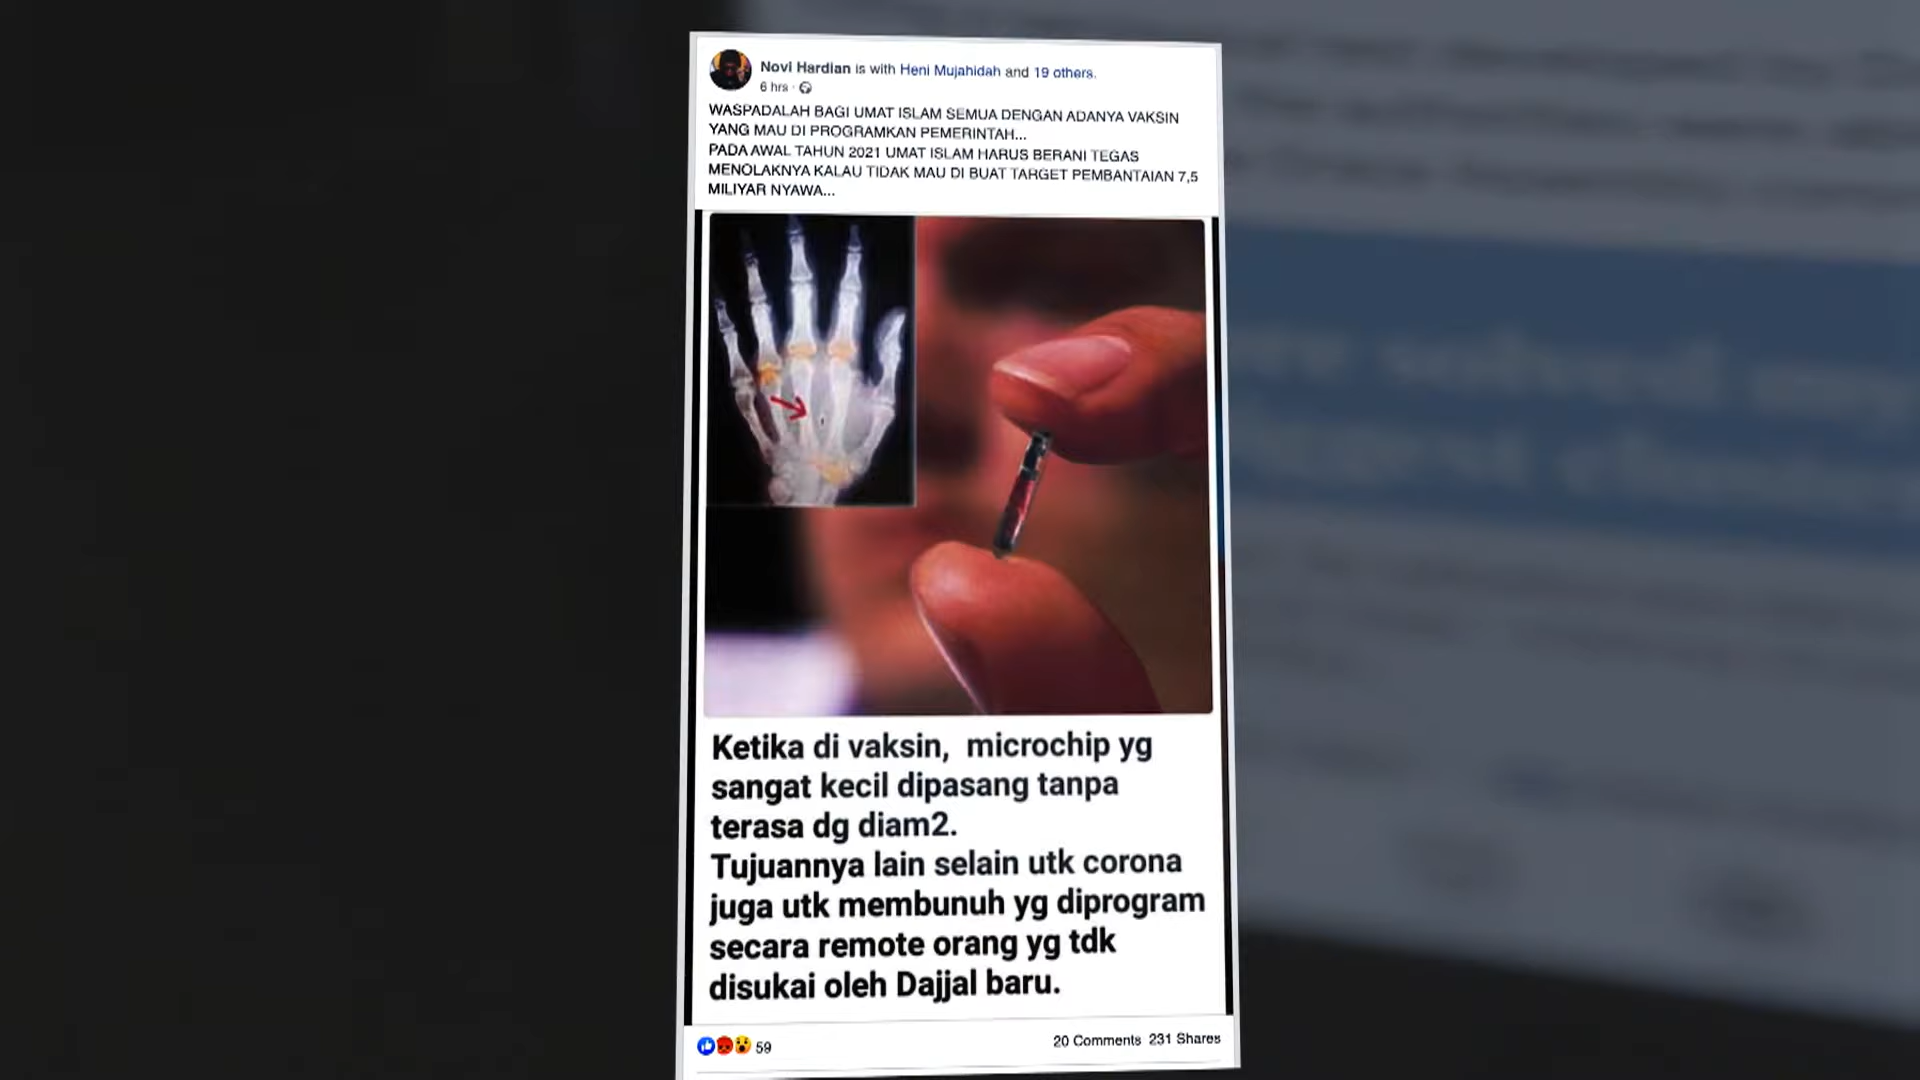 Novi Hardian is with Heni Mujahidah and 19 others.
6 hrs ·
WASPADALAH BAGI UMAT ISLAM SEMUA DENGAN ADANYA VAKSIN
YANG MAU DI PROGRAMKAN PEMERINTAH...
PADA AWAL TAHUN 2021 UMAT ISLAM HARUS BERANI TEGAS
MENOLAKNYA KALAU TIDAK MAU DI BUAT TARGET PEMBANTAIAN 7,5
MILIYAR NYAWA...
Ketika di vaksin, microchip yg
sangat kecil dipasang tanpa
terasa dg diam2.
Tujuannya lain selain utk corona
juga utk membunuh yg diprogram
secara remote orang yg tdk
disukai oleh Dajjal baru.
59
20 Comments 231 Shares